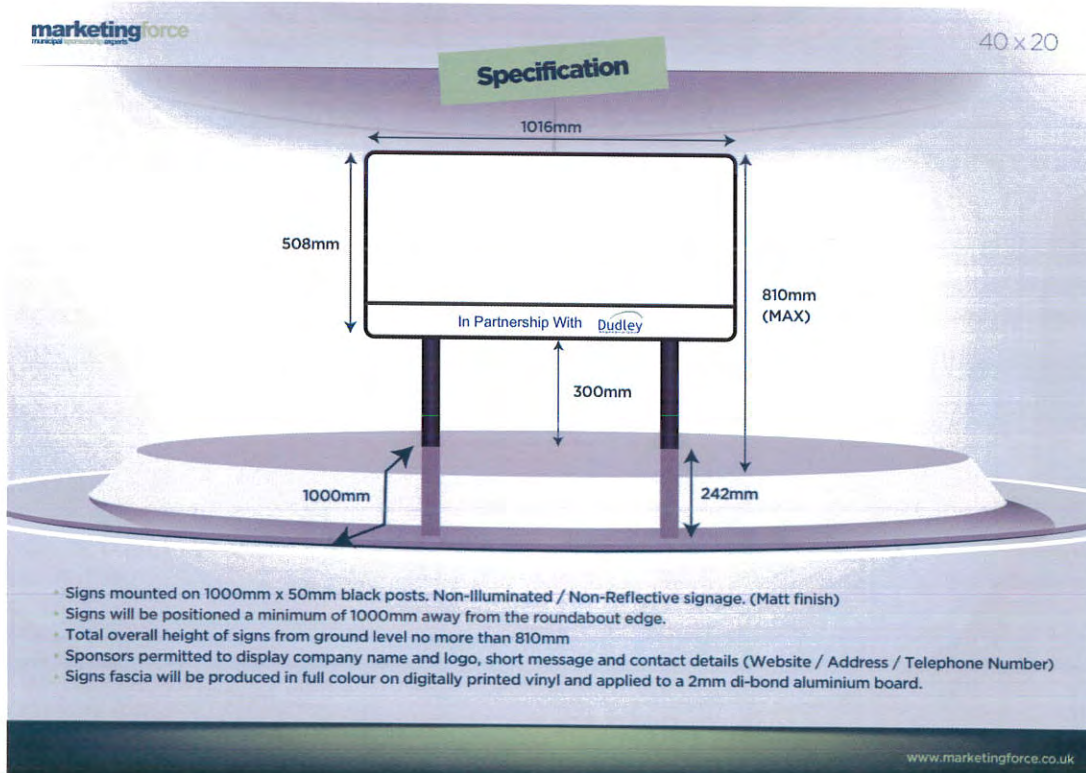 marketingforce
municipal sponsorship experts
40 x 20
Specification
1016mm
508mm
810mm
(MAX)
In Partnership With Dudley
300mm
1000mm
242mm
Signs mounted on 1000mm x 50mm black posts. Non-Illuminated / Non-Reflective signage. (Matt finish)
Signs will be positioned a minimum of 1000mm away from the roundabout edge.
Total overall height of signs from ground level no more than 810mm
Sponsors permitted to display company name and logo, short message and contact details (Website / Address / Telephone Number)
Signs fascia will be produced in full colour on digitally printed vinyl and applied to a 2mm di-bond aluminium board.
www.marketingforce.co.uk